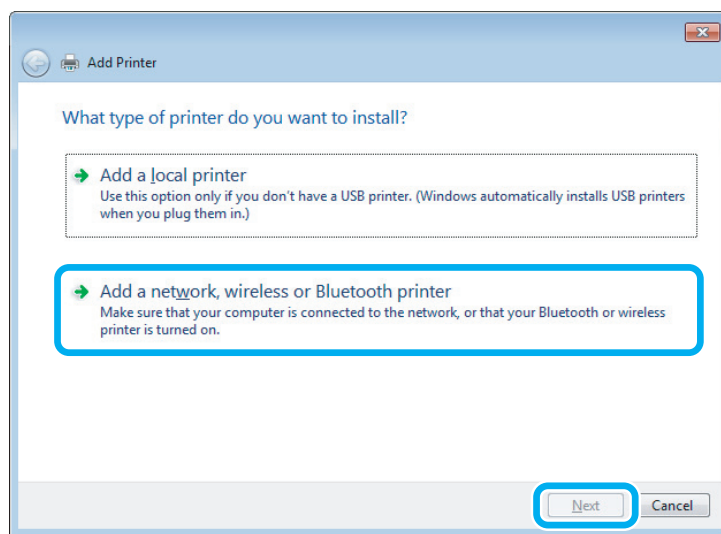 Add Printer
What type of printer do you want to install?
Add a local printer
Use this option only if you don't have a USB printer. (Windows automatically installs USB printers
when you plug them in.)
Add a network, wireless or Bluetooth printer
Make sure that your computer is connected to the network, or that your Bluetooth or wireless
printer is turned on.
Next Cancel